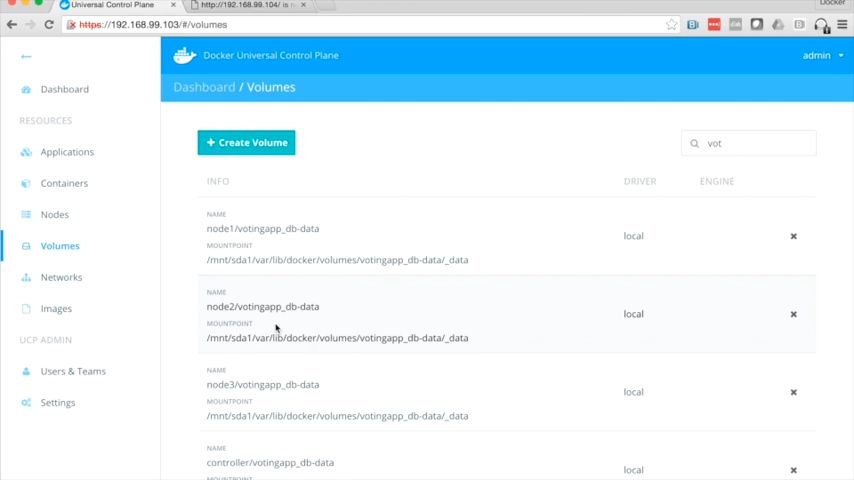 Universal Control Plane
http://192.168.99.104/ is n
Docker
https://192.168.99.103/#/volumes
Docker Universal Control Plane
admin
Dashboard / Volumes
Dashboard
RESOURCES
Applications
Containers
Nodes
Volumes
Networks
Images
UCP ADMIN
Users & Teams
Settings
+ Create Volume
vot
INFO DRIVER ENGINE
NAME
node1/votingapp_db-data
MOUNTPOINT
/mnt/sda1/var/lib/docker/volumes/votingapp_db-data/_data
local
NAME
node2/votingapp_db-data
MOUNTPOINT
/mnt/sda1/var/lib/docker/volumes/votingapp_db-data/_data
local
NAME
node3/votingapp_db-data
MOUNTPOINT
/mnt/sda1/var/lib/docker/volumes/votingapp_db-data/_data
local
NAME
controller/votingapp_db-data
MOUNTPOINT
local